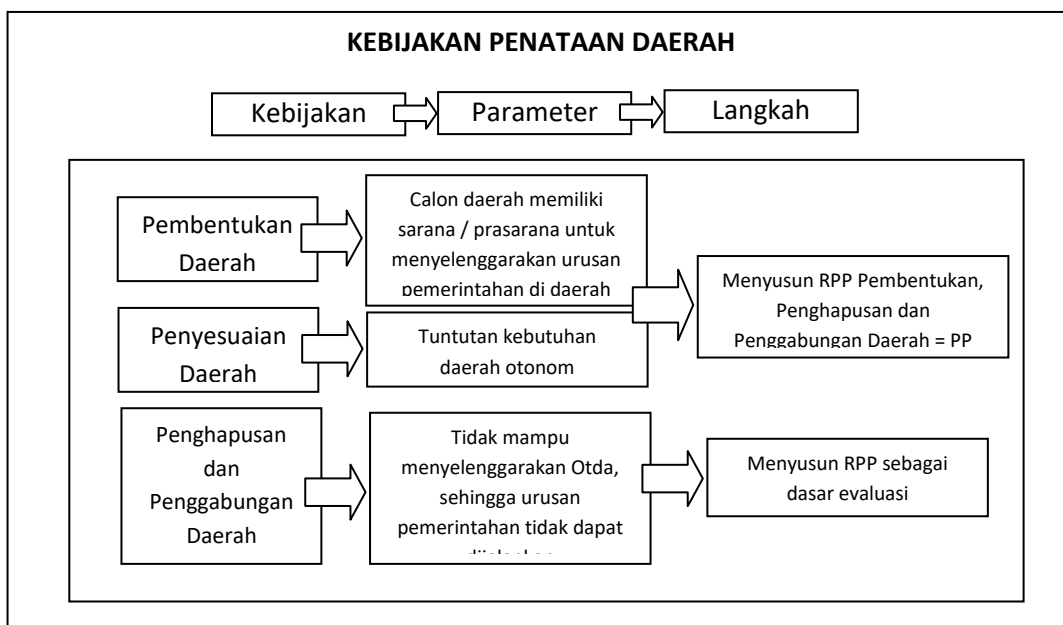 KEBIJAKAN PENATAAN DAERAH
Kebijakan
Parameter
Langkah
Pembentukan
Daerah
Calon daerah memiliki
sarana / prasarana untuk
menyelenggarakan urusan
pemerintahan di daerah
Menyusun RPP Pembentukan,
Penghapusan dan
Penggabungan Daerah = PP
Penyesuaian
Daerah
Tuntutan kebutuhan
daerah otonom
Penghapusan
dan
Penggabungan
Daerah
Tidak mampu
menyelenggarakan Otda,
sehingga urusan
pemerintahan tidak dapat
Menyusun RPP sebagai
dasar evaluasi